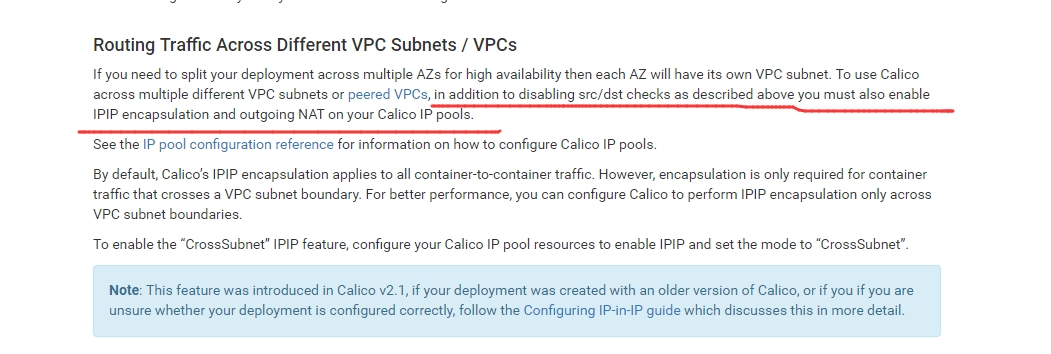 Routing Traffic Across Different VPC Subnets / VPCs
If you need to split your deployment across multiple AZs for high availability then each AZ will have its own VPC subnet. To use Calico
across multiple different VPC subnets or peered VPCs, in addition to disabling src/dst checks as described above you must also enable
IPIP encapsulation and outgoing NAT on your Calico IP pools.
See the IP pool configuration reference for information on how to configure Calico IP pools.
By default, Calico’s IPIP encapsulation applies to all container-to-container traffic. However, encapsulation is only required for container
traffic that crosses a VPC subnet boundary. For better performance, you can configure Calico to perform IPIP encapsulation only across
VPC subnet boundaries.
To enable the “CrossSubnet” IPIP feature, configure your Calico IP pool resources to enable IPIP and set the mode to “CrossSubnet”.
Note: This feature was introduced in Calico v2.1, if your deployment was created with an older version of Calico, or if you if you are
unsure whether your deployment is configured correctly, follow the Configuring IP-in-IP guide which discusses this in more detail.